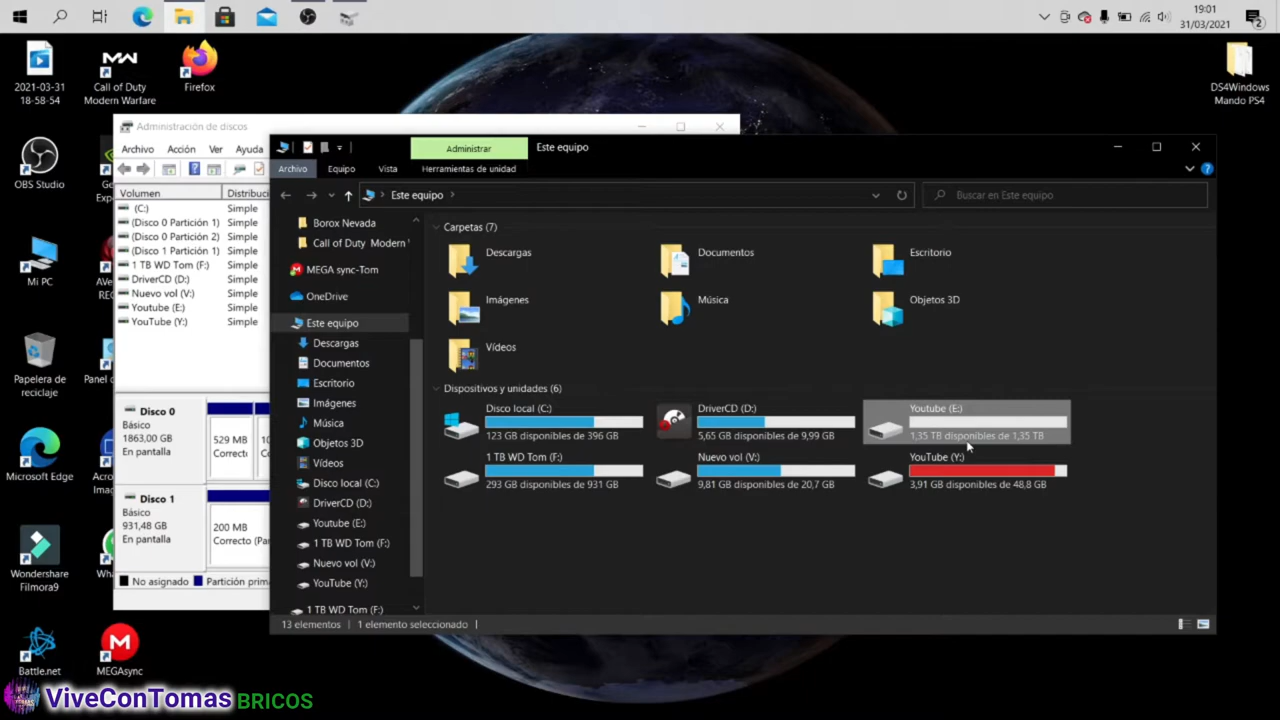 19:01
31/03/2021
2
2021-03-31
18-58-54
Call of Duty
Modern Warfare
Firefox
DS4Windows
Mando PS4
OBS Studio
Mi PC
Papelera de
reciclaje
Panel d
Microsoft Edge
Wondershare
Filmora9
Battle.net
MEGAsync
Administración de discos
Archivo Acción Ver Ayuda
Volumen Distribuci
(C:) Simple
(Disco 0 Partición 1) Simple
(Disco 0 Partición 2) Simple
(Disco 1 Partición 1) Simple
1 TB WD Tom (F:) Simple
DriverCD (D:) Simple
Nuevo vol (V:) Simple
Youtube (E:) Simple
YouTube (Y:) Simple
Disco 0
Básico
1863,00 GB
En pantalla
529 MB
Correcto
Disco 1
Básico
931,48 GB
En pantalla
200 MB
Correcto (Pa
No asignado Partición prim
Administrar
Este equipo
Archivo Equipo Vista Herramientas de unidad
Este equipo
Buscar en Este equipo
Borox Nevada
Call of Duty Modern
MEGA sync-Tom
OneDrive
Este equipo
Descargas
Documentos
Escritorio
Imágenes
Música
Objetos 3D
Vídeos
Disco local (C:)
DriverCD (D:)
Youtube (E:)
1 TB WD Tom (F:)
Nuevo vol (V:)
YouTube (Y:)
1 TB WD Tom (F:)
Carpetas (7)
Descargas
Documentos
Escritorio
Imágenes
Música
Objetos 3D
Vídeos
Dispositivos y unidades (6)
Disco local (C:)
123 GB disponibles de 396 GB
DriverCD (D:)
5,65 GB disponibles de 9,99 GB
Youtube (E:)
1,35 TB disponibles de 1,35 TB
1 TB WD Tom (F:)
293 GB disponibles de 931 GB
Nuevo vol (V:)
9,81 GB disponibles de 20,7 GB
YouTube (Y:)
3,91 GB disponibles de 48,8 GB
13 elementos 1 elemento seleccionado
ViveConTomas BRICOS